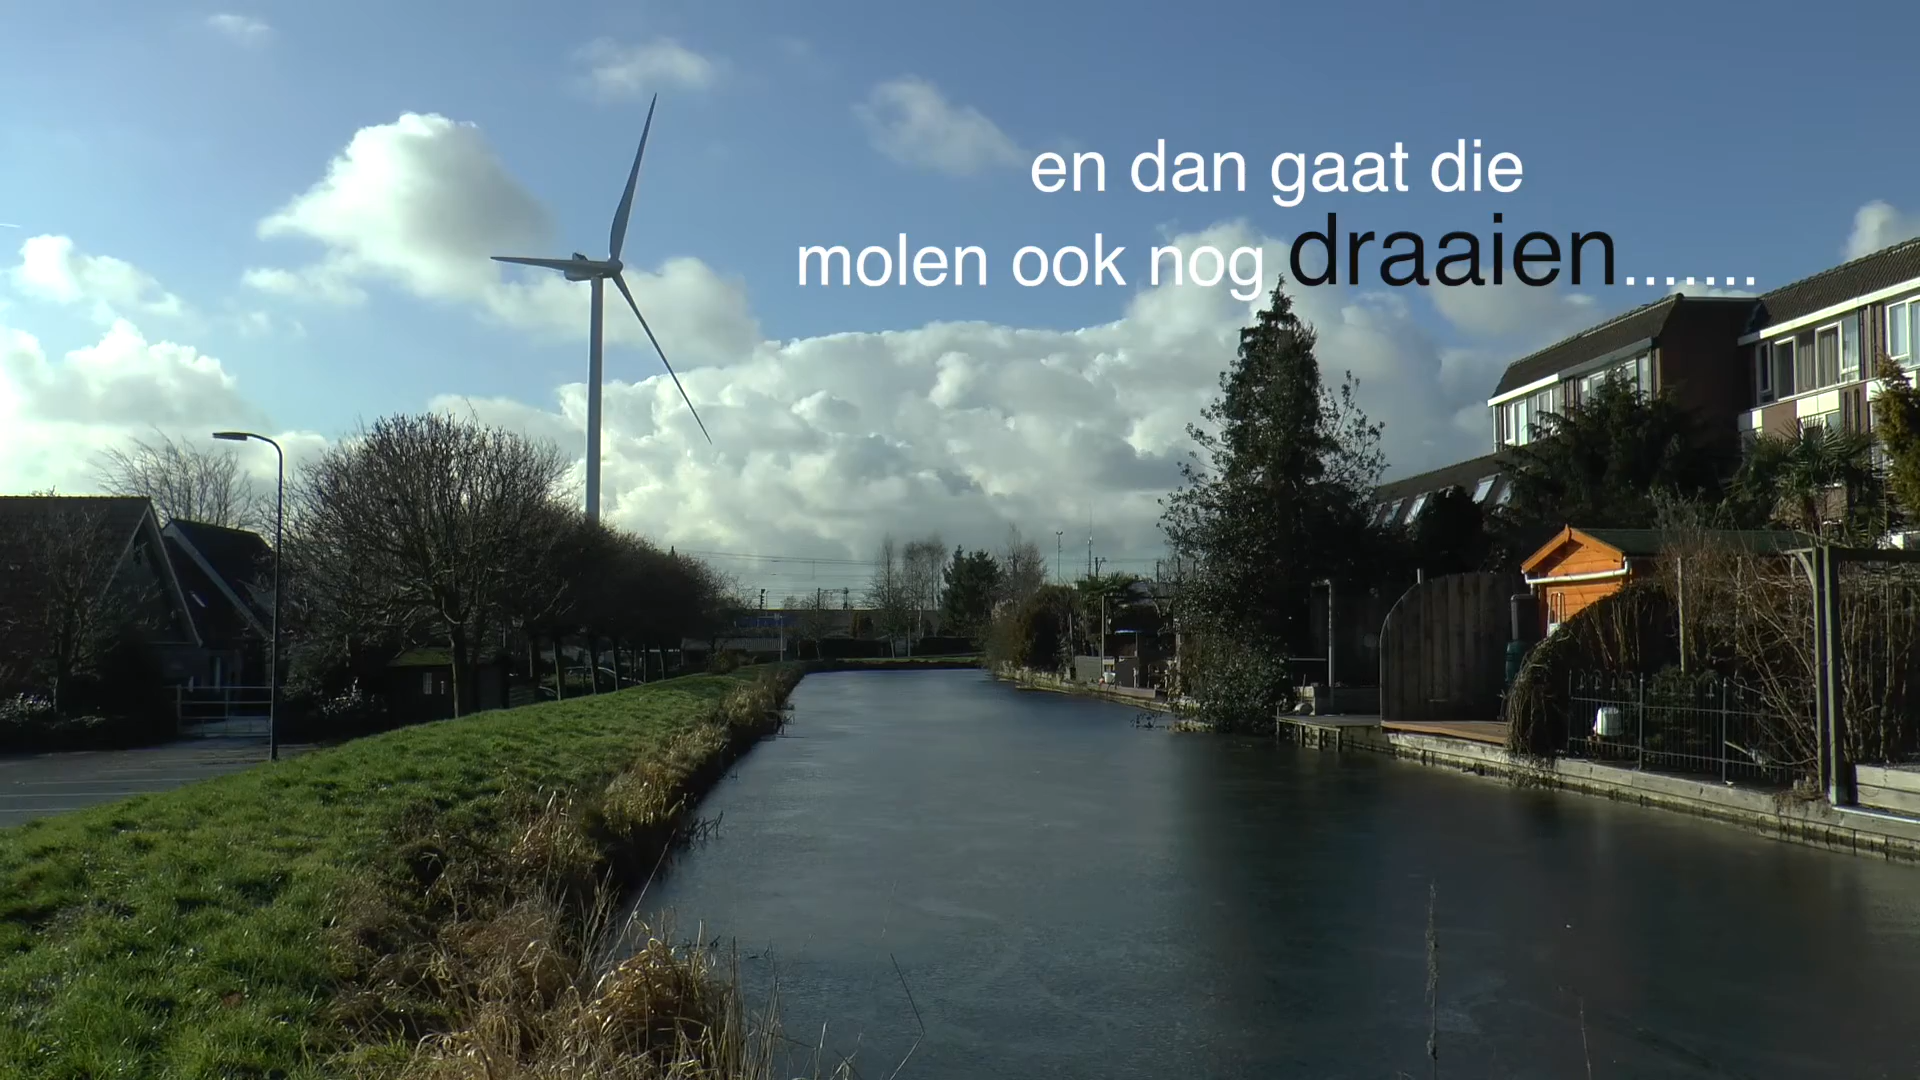 en dan gaat die
molen ook nog draaien.......